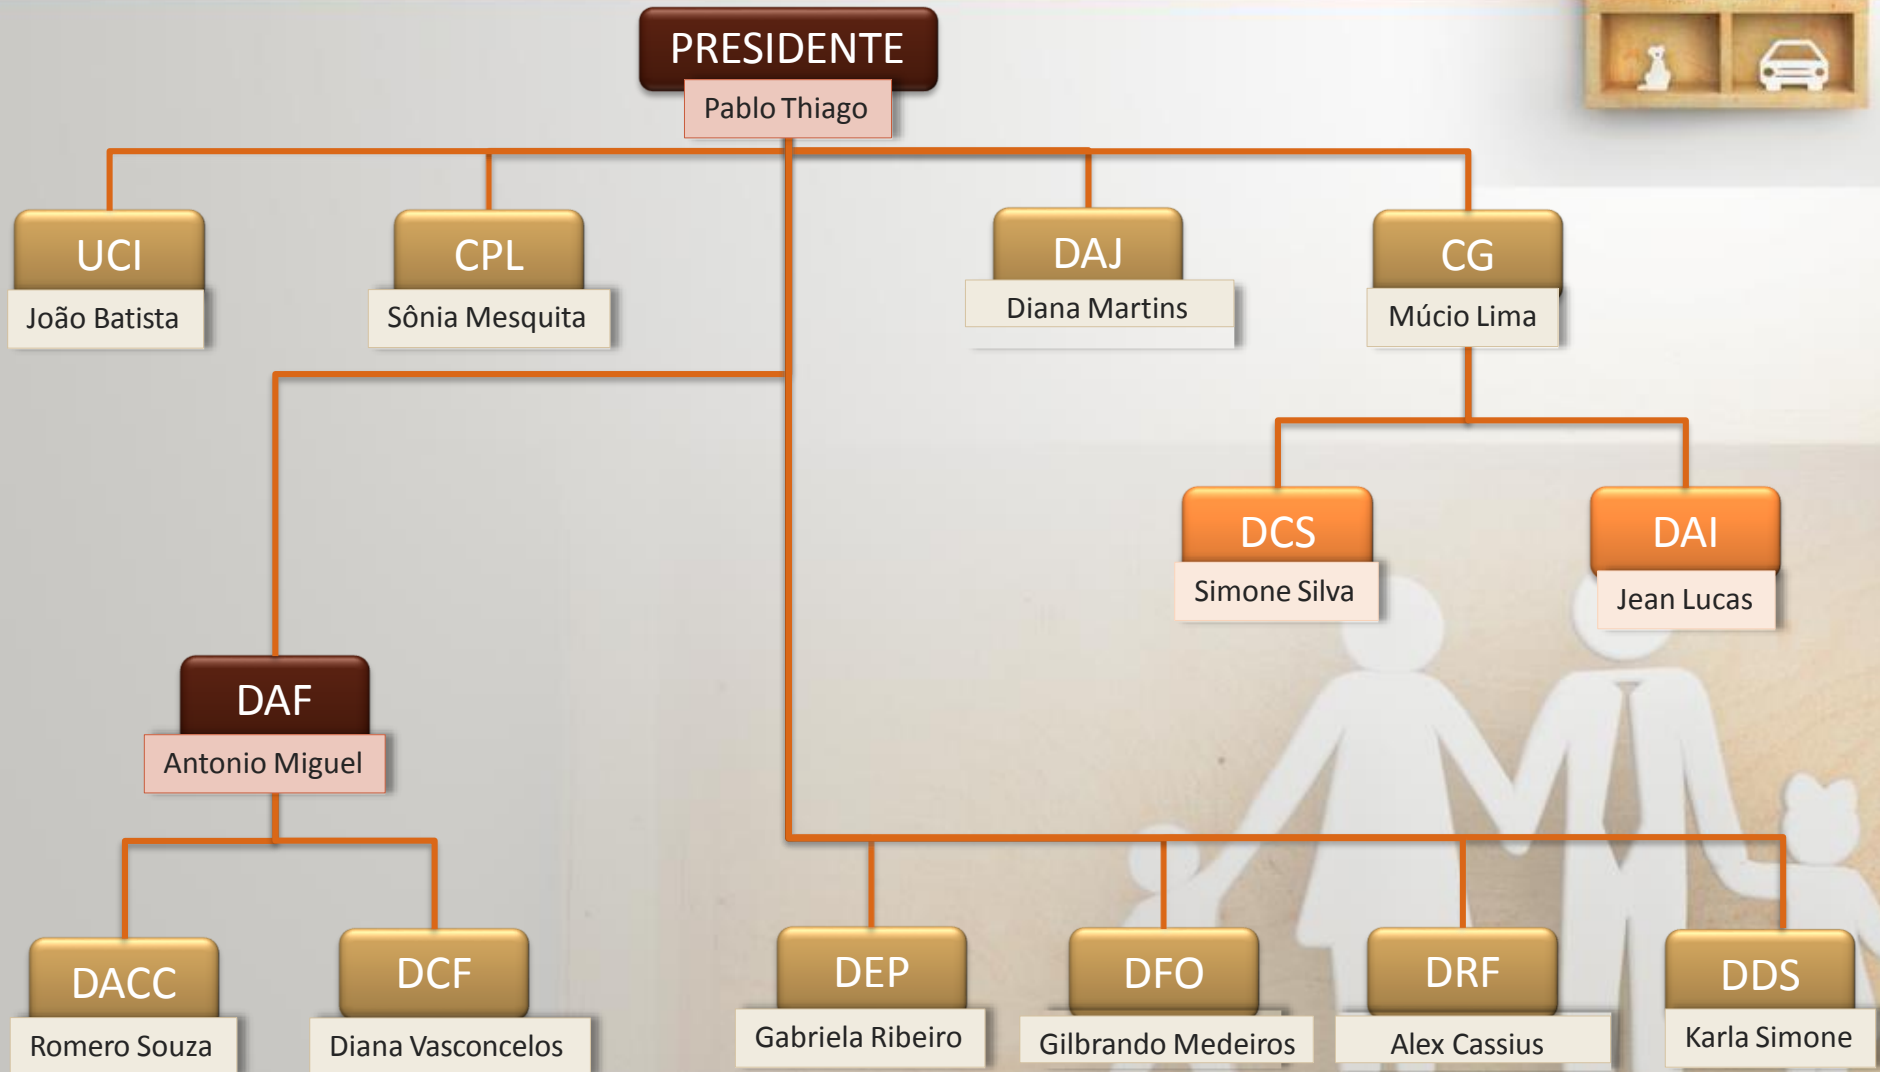 PRESIDENTE
Pablo Thiago
UCI
João Batista
CPL
Sônia Mesquita
DAJ
Diana Martins
CG
Múcio Lima
DCS
Simone Silva
DAI
Jean Lucas
DAF
Antonio Miguel
DACC
Romero Souza
DCF
Diana Vasconcelos
DEP
Gabriela Ribeiro
DFO
Gilbrando Medeiros
DRF
Alex Cassius
DDS
Karla Simone